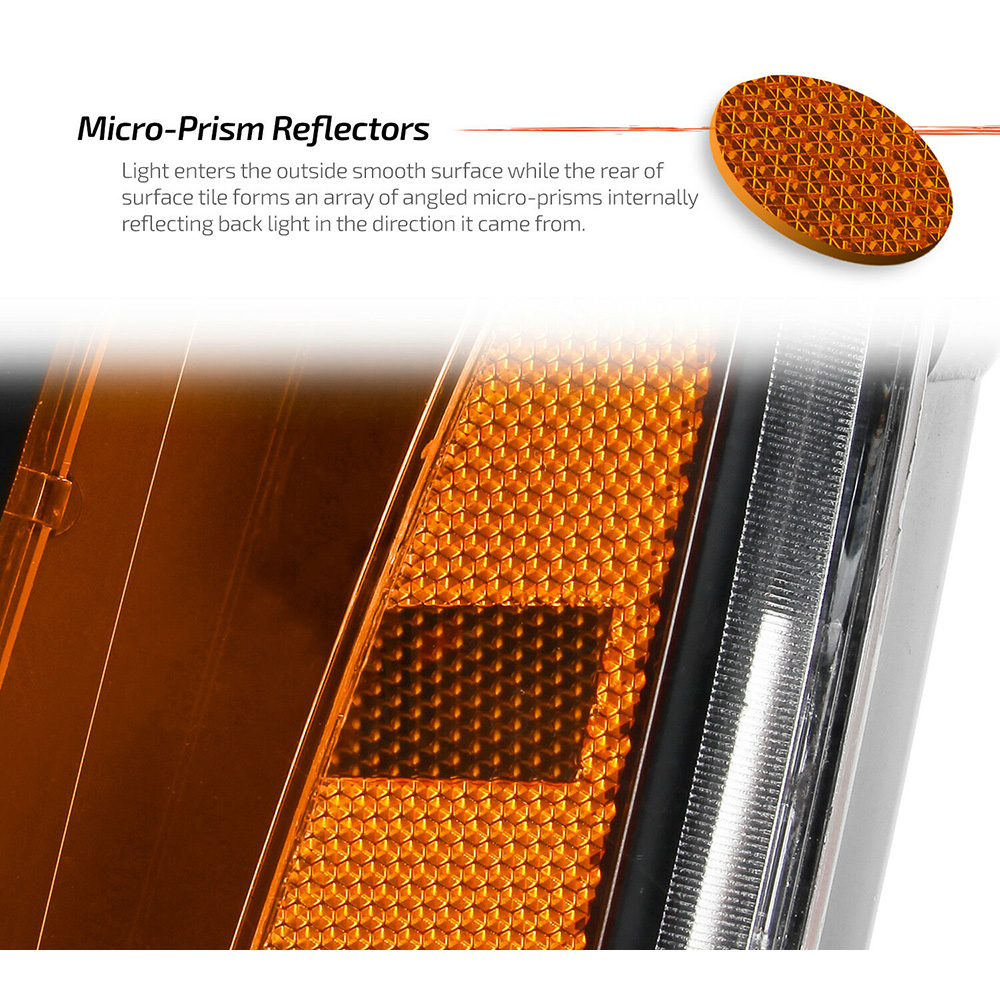 Micro-Prism Reflectors
Light enters the outside smooth surface while the rear of
surface tile forms an array of angled micro-prisms internally
reflecting back light in the direction it came from.